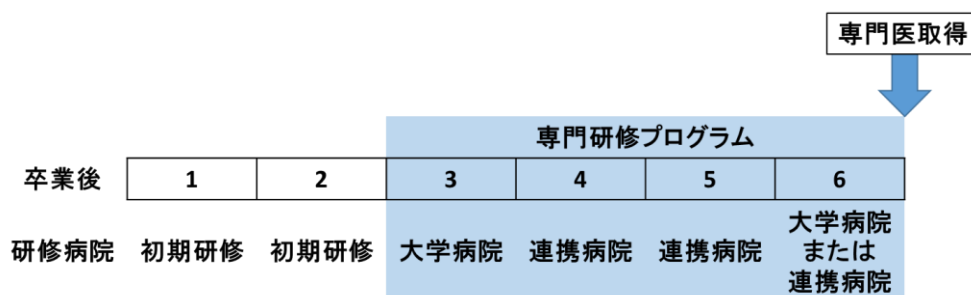 専門医取得
専門研修プログラム
卒業後 1 2 3 4 5 6
研修病院 初期研修 初期研修 大学病院 連携病院 連携病院 大学病院
または
連携病院